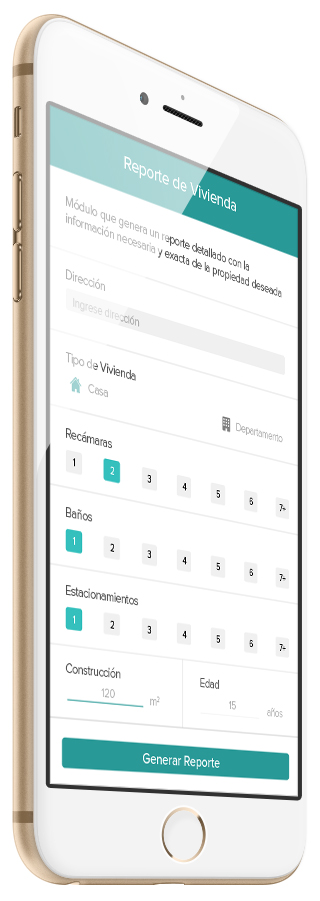 Reporte de Vivienda
Módulo que genera un reporte detallado con la
información necesaria y exacta de la propiedad deseada
Dirección
Ingrese dirección
Tipo de Vivienda
Casa
Departamento
Recámaras
1 2 3 4 5 6 7+
Baños
1 2 3 4 5 6 7+
Estacionamientos
1 2 3 4 5 6 7+
Construcción
120 m²
Edad
15 años
Generar Reporte